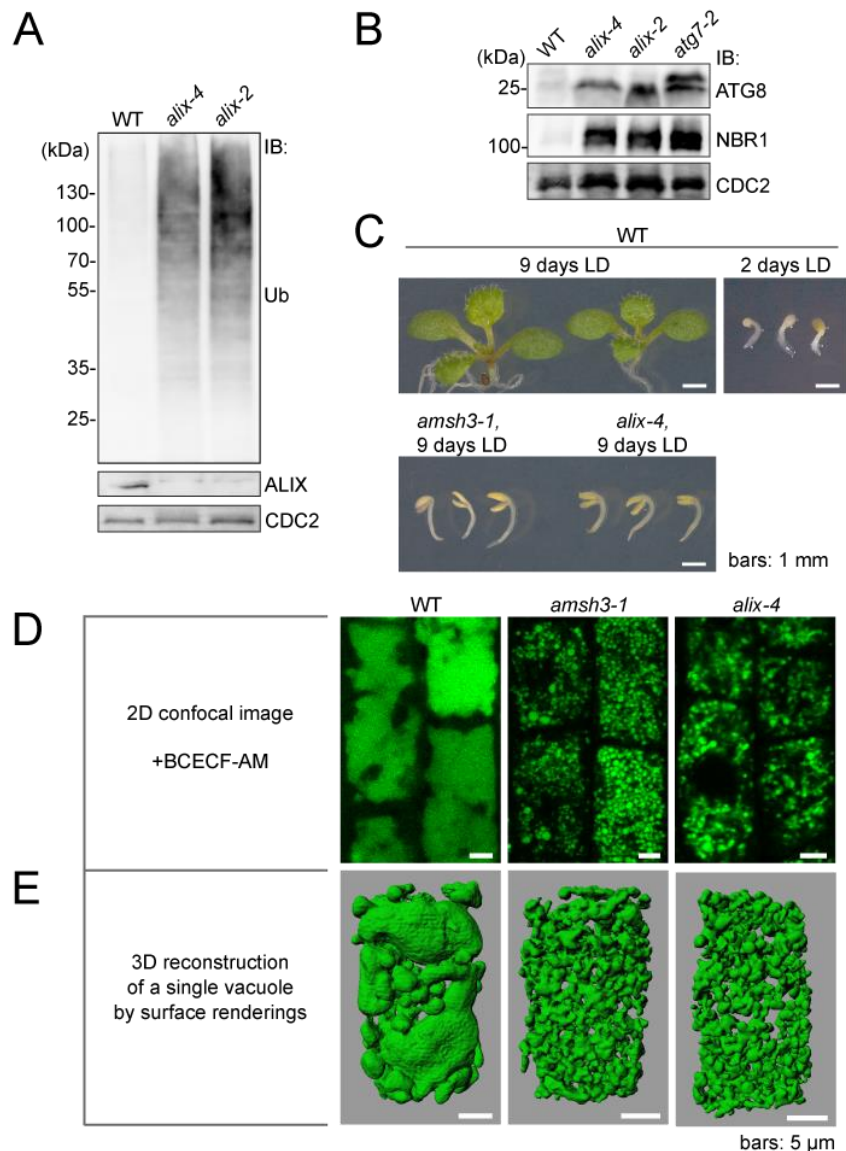 A
WT
alix-4
alix-2
(kDa)
IB:
130-
100-
70-
55-
Ub
35-
25-
ALIX
CDC2
B
WT
alix-4
alix-2
atg7-2
(kDa)
IB:
25-
ATG8
100-
NBR1
CDC2
C
WT
9 days LD
2 days LD
amsh3-1,
9 days LD
alix-4,
9 days LD
bars: 1 mm
D
WT
amsh3-1
alix-4
2D confocal image
+BCECF-AM
E
3D reconstruction
of a single vacuole
by surface renderings
bars: 5 µm